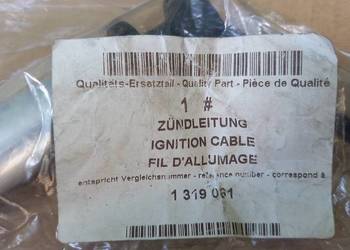 Qualitäts-Ersatzteil - Quality Part - Pièce de Qualité
1 #
ZÜNDLEITUNG
IGNITION CABLE
FIL D'ALLUMAGE
entspricht Vergleichsnummer - reference number - correspond à
1 319 061